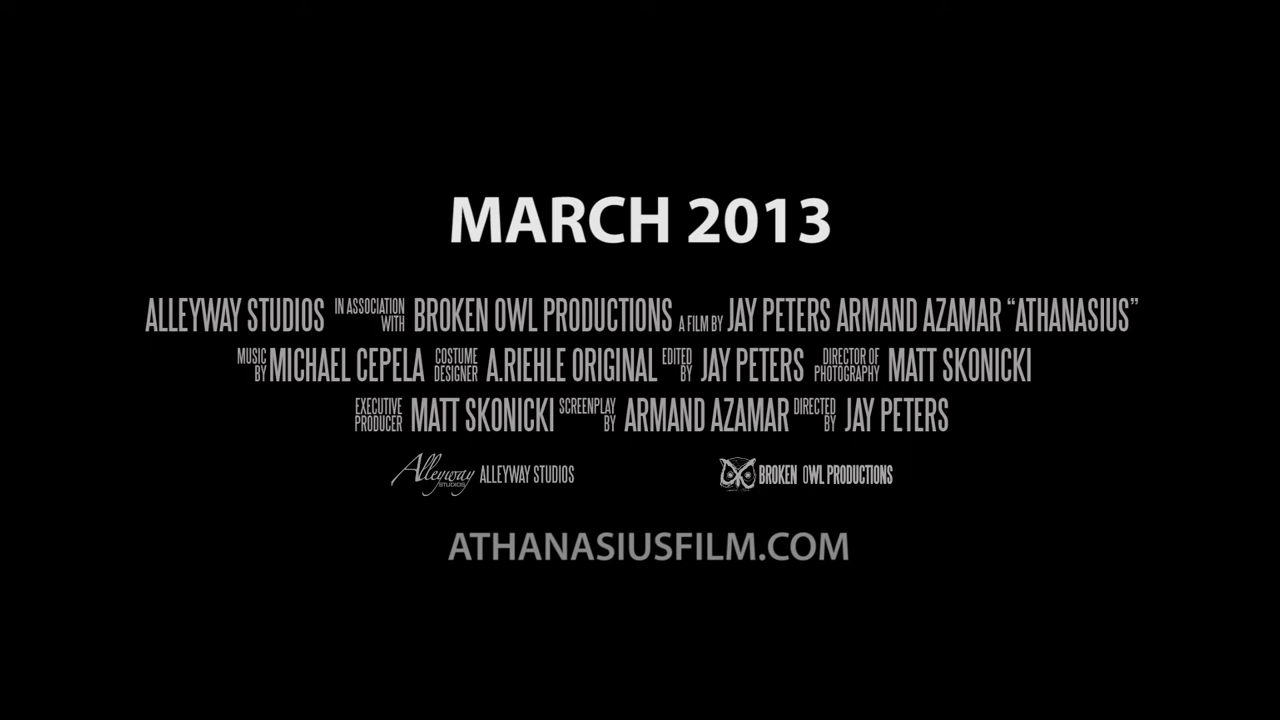 MARCH 2013
ALLEYWAY STUDIOS IN ASSOCIATION WITH BROKEN OWL PRODUCTIONS A FILM BY JAY PETERS ARMAND AZAMAR “ATHANASIUS”
MUSIC BY MICHAEL CEPELA COSTUME DESIGNER A.RIEHLE ORIGINAL EDITED BY JAY PETERS DIRECTOR OF PHOTOGRAPHY MATT SKONICKI
EXECUTIVE PRODUCER MATT SKONICKI SCREENPLAY BY ARMAND AZAMAR DIRECTED BY JAY PETERS
Alleyway STUDIOS ALLEYWAY STUDIOS BROKEN OWL PRODUCTIONS
ATHANASIUSFILM.COM